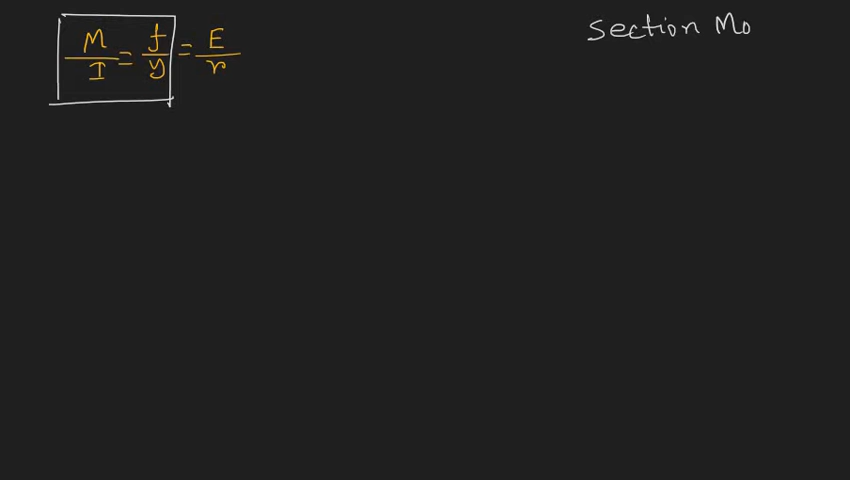 M/I = f/y = E/r
Section Mo